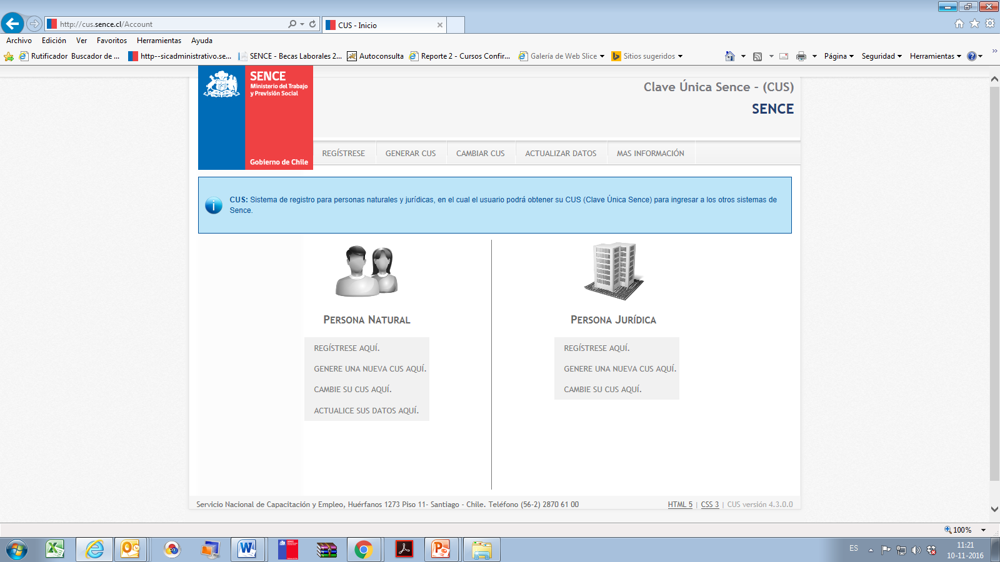 http://cus.sence.cl/Account
CUS - Inicio
Archivo Edición Ver Favoritos Herramientas Ayuda
Rutificador Buscador de ... http--sicadministrativo.se... SENCE - Becas Laborales 2... Autoconsulta Reporte 2 - Cursos Confir... Galería de Web Slice Sitios sugeridos Página Seguridad Herramientas
SENCE
Ministerio del Trabajo
y Previsión Social
Gobierno de Chile
Clave Única Sence - (CUS)
SENCE
REGÍSTRESE GENERAR CUS CAMBIAR CUS ACTUALIZAR DATOS MAS INFORMACIÓN
CUS: Sistema de registro para personas naturales y jurídicas, en el cual el usuario podrá obtener su CUS (Clave Única Sence) para ingresar a los otros sistemas de
Sence.
PERSONA NATURAL
REGÍSTRESE AQUÍ.
GENERE UNA NUEVA CUS AQUÍ.
CAMBIE SU CUS AQUÍ.
ACTUALICE SUS DATOS AQUÍ.
PERSONA JURÍDICA
REGÍSTRESE AQUÍ.
GENERE UNA NUEVA CUS AQUÍ.
CAMBIE SU CUS AQUÍ.
Servicio Nacional de Capacitación y Empleo, Huérfanos 1273 Piso 11- Santiago - Chile. Teléfono (56-2) 2870 61 00
HTML 5 | CSS 3 | CUS versión 4.3.0.0
100%
ES
11:21
10-11-2016